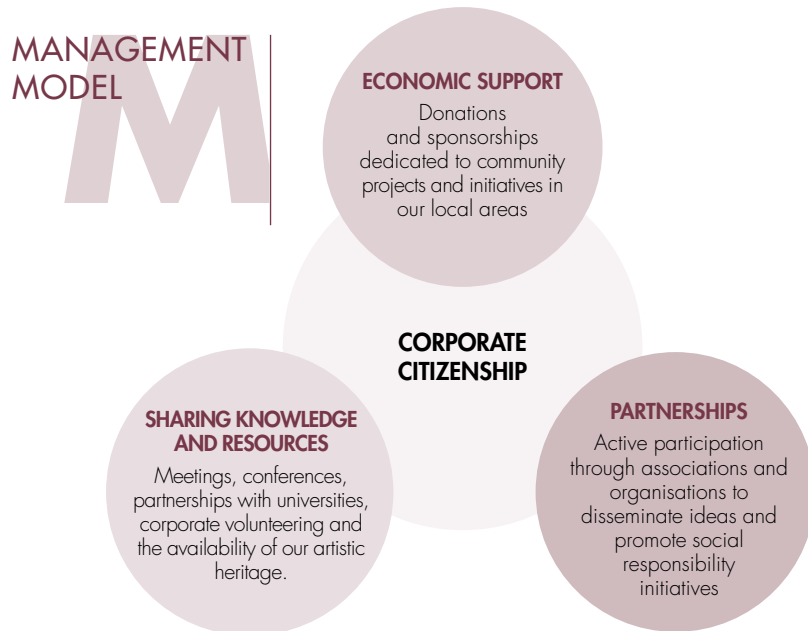 MANAGEMENT
MODEL
M
ECONOMIC SUPPORT
Donations
and sponsorships
dedicated to community
projects and initiatives in
our local areas
CORPORATE
CITIZENSHIP
SHARING KNOWLEDGE
AND RESOURCES
Meetings, conferences,
partnerships with universities,
corporate volunteering and
the availability of our artistic
heritage.
PARTNERSHIPS
Active participation
through associations and
organisations to
disseminate ideas and
promote social
responsibility
initiatives